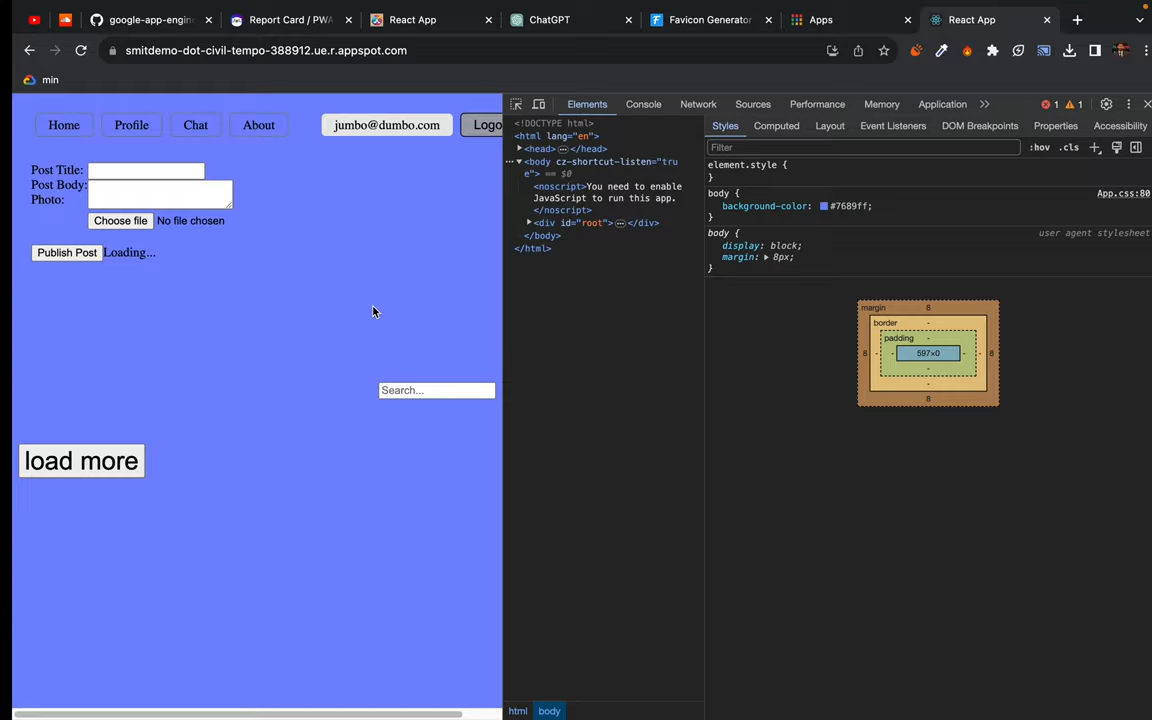 google-app-engin
Report Card / PWA
React App
ChatGPT
Favicon Generator
Apps
React App
smitdemo-dot-civil-tempo-388912.ue.r.appspot.com
min
Home
Profile
Chat
About
jumbo@dumbo.com
Logo
Post Title:
Post Body:
Photo:
Choose file No file chosen
Publish Post Loading...
Search...
load more
Elements
Console
Network
Sources
Performance
Memory
Application
1
1
<!DOCTYPE html>
<html lang="en">
<head>…</head>
<body cz-shortcut-listen="tru
e"> == $0
<noscript>You need to enable
JavaScript to run this app.
</noscript>
<div id="root">…</div>
</body>
</html>
html
body
Styles
Computed
Layout
Event Listeners
DOM Breakpoints
Properties
Accessibility
Filter
:hov
.cls
element.style {
}
body {
App.css:80
background-color: #7689ff;
}
body {
user agent stylesheet
display: block;
margin: 8px;
}
margin
8
border
-
padding
-
8
-
-
597×0
-
-
8
-
-
8